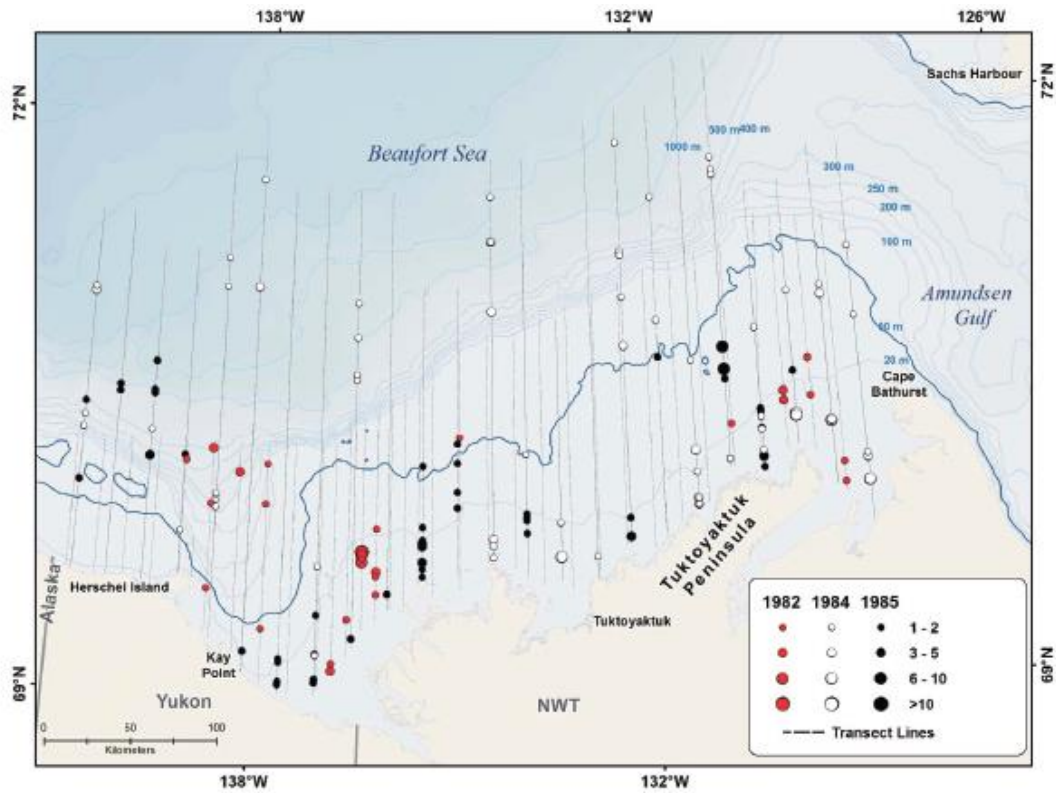 138°W
132°W
126°W
72°N
72°N
Sachs Harbour
Beaufort Sea
500 m
400 m
1000 m
300 m
250 m
200 m
100 m
Amundsen
Gulf
20 m
Cape
Bathurst
Tuktoyaktuk
Peninsula
Alaska
Herschel Island
Tuktoyaktuk
Kay
Point
Yukon
NWT
69°N
69°N
0
50
100
Kilometers
1982 1984 1985
1 - 2
3 - 5
6 - 10
>10
Transect Lines
138°W
132°W